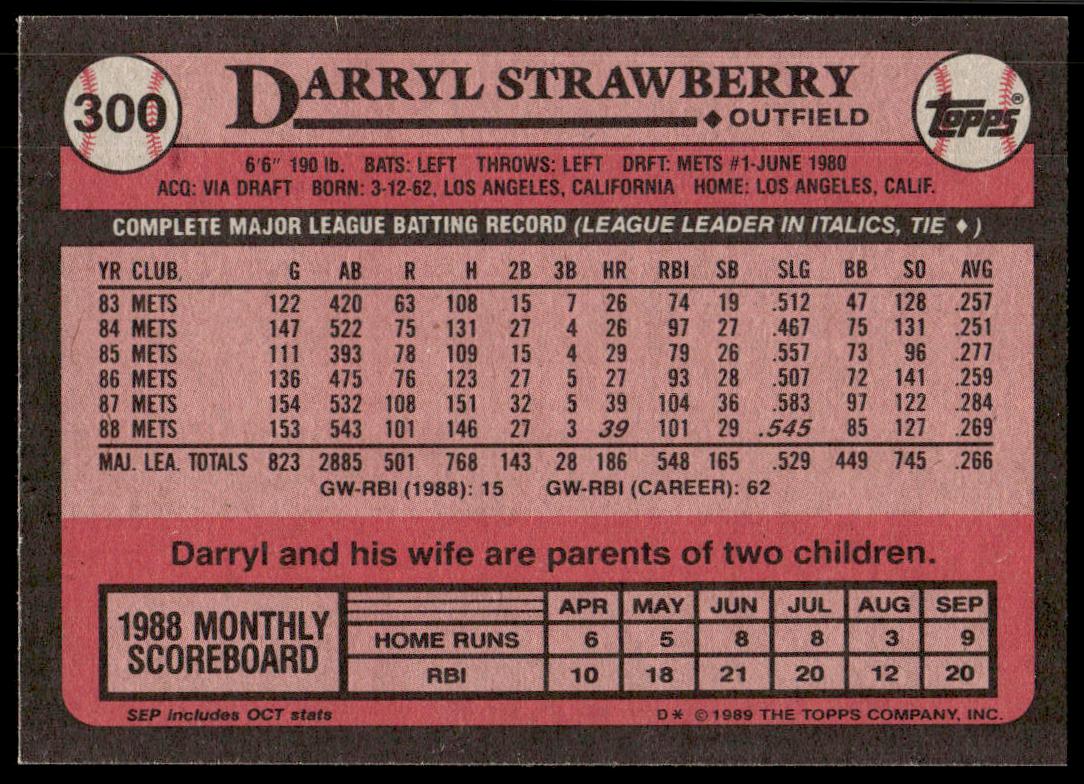 300
DARRYL STRAWBERRY
◆ OUTFIELD
topps®
6'6" 190 lb. BATS: LEFT THROWS: LEFT DRFT: METS #1-JUNE 1980
ACQ: VIA DRAFT BORN: 3-12-62, LOS ANGELES, CALIFORNIA HOME: LOS ANGELES, CALIF.
COMPLETE MAJOR LEAGUE BATTING RECORD (LEAGUE LEADER IN ITALICS, TIE ♦)
YR CLUB G AB R H 2B 3B HR RBI SB SLG BB SO AVG
83 METS 122 420 63 108 15 7 26 74 19 .512 47 128 .257
84 METS 147 522 75 131 27 4 26 97 27 .467 75 131 .251
85 METS 111 393 78 109 15 4 29 79 26 .557 73 96 .277
86 METS 136 475 76 123 27 5 27 93 28 .507 72 141 .259
87 METS 154 532 108 151 32 5 39 104 36 .583 97 122 .284
88 METS 153 543 101 146 27 3 39 101 29 .545 85 127 .269
MAJ. LEA. TOTALS 823 2885 501 768 143 28 186 548 165 .529 449 745 .266
GW-RBI (1988): 15 GW-RBI (CAREER): 62
Darryl and his wife are parents of two children.
1988 MONTHLY SCOREBOARD
APR MAY JUN JUL AUG SEP
HOME RUNS 6 5 8 8 3 9
RBI 10 18 21 20 12 20
SEP includes OCT stats
D* ©1989 THE TOPPS COMPANY, INC.